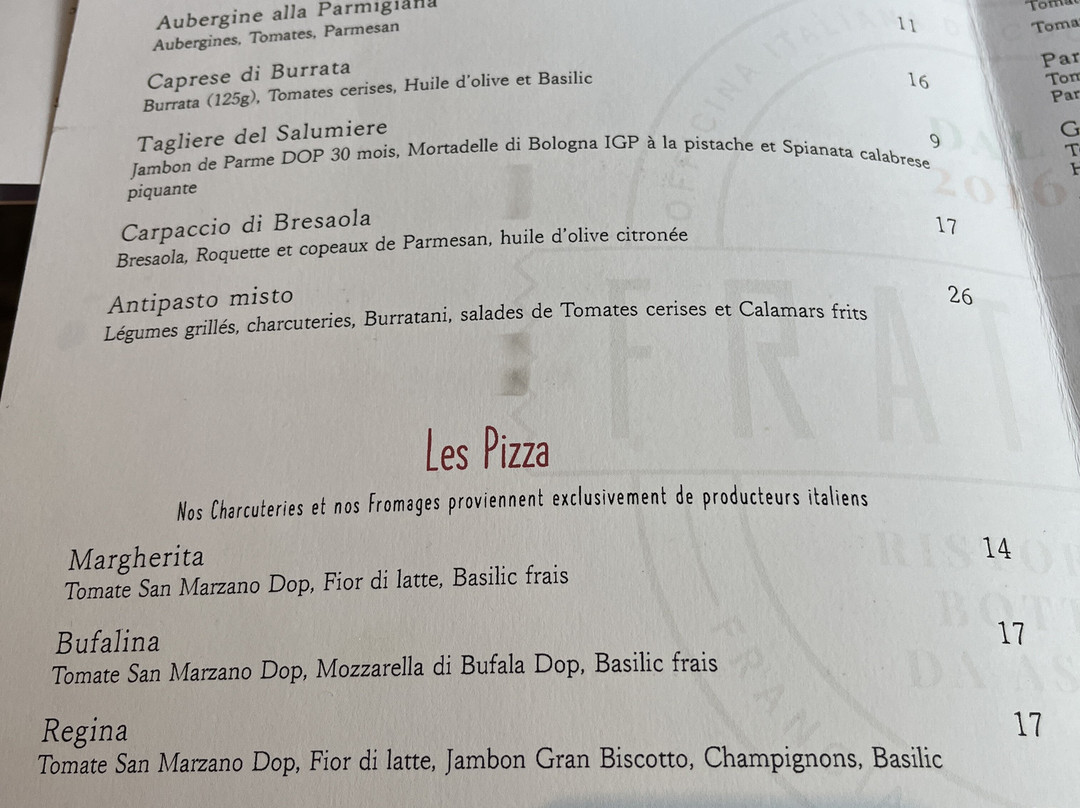 Aubergine alla Parmigiana
Aubergines, Tomates, Parmesan
11
Caprese di Burrata
Burrata (125g), Tomates cerises, Huile d'olive et Basilic
16
Tagliere del Salumiere
9
Jambon de Parme DOP 30 mois, Mortadelle di Bologna IGP à la pistache et Spianata calabrese
piquante
Carpaccio di Bresaola
17
Bresaola, Roquette et copeaux de Parmesan, huile d'olive citronée
Antipasto misto
26
Légumes grillés, charcuteries, Burratani, salades de Tomates cerises et Calamars frits
Les Pizza
Nos Charcuteries et nos Fromages proviennent exclusivement de producteurs italiens
Margherita
14
Tomate San Marzano Dop, Fior di latte, Basilic frais
Bufalina
17
Tomate San Marzano Dop, Mozzarella di Bufala Dop, Basilic frais
Regina
17
Tomate San Marzano Dop, Fior di latte, Jambon Gran Biscotto, Champignons, Basilic
OFFICINA ITALIAN
2016